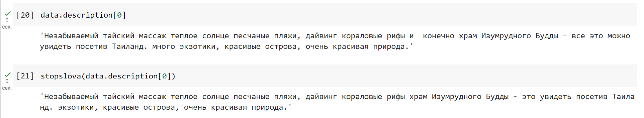 [20] data.description[0]
'Незабываемый тайский массаж теплое солнце песчаные пляжи, дайвинг кораловые рифы и  конечно храм Изумрудного Будды - все это можно
увидеть посетив Таиланд. много экзотики, красивые острова, очень красивая природа.'
[21] stopslova(data.description[0])
'Незабываемый тайский массаж теплое солнце песчаные пляжи, дайвинг кораловые рифы храм Изумрудного Будды - это увидеть посетив Таила
нд. экзотики, красивые острова, очень красивая природа.'